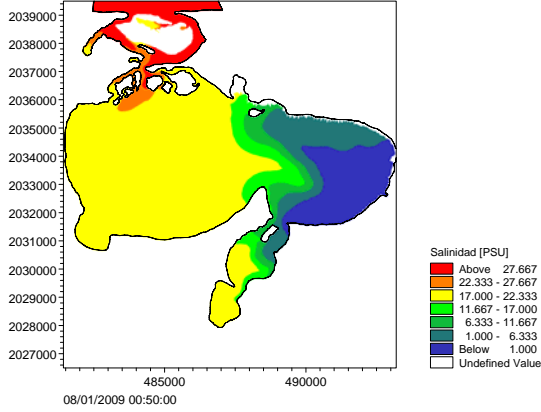 2039000
2038000
2037000
2036000
2035000
2034000
2033000
2032000
2031000
2030000
2029000
2028000
2027000
485000 490000
08/01/2009 00:50:00
Salinidad [PSU]
Above 27.667
22.333 - 27.667
17.000 - 22.333
11.667 - 17.000
6.333 - 11.667
1.000 - 6.333
Below 1.000
Undefined Value